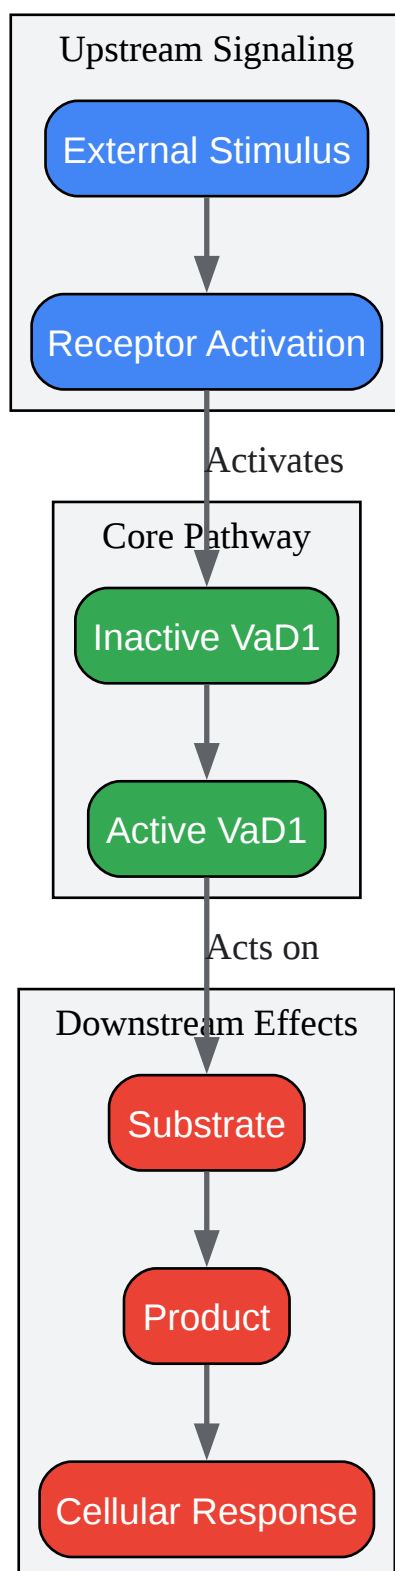 Upstream Signaling
External Stimulus
Receptor Activation
Activates
Core Pathway
Inactive VaD1
Active VaD1
Acts on
Downstream Effects
Substrate
Product
Cellular Response